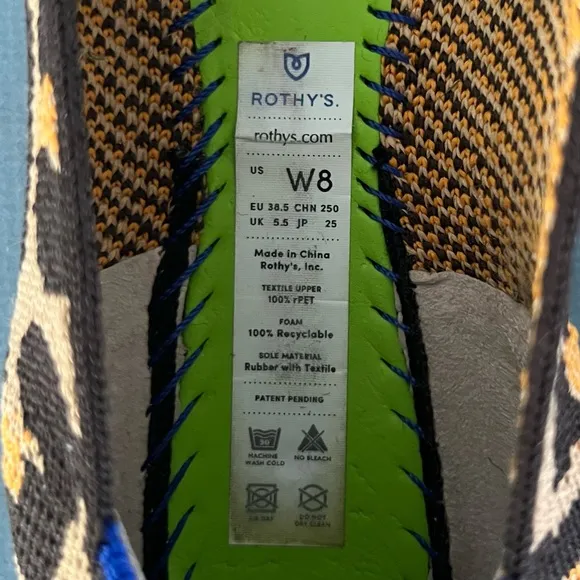 ROTHY'S.
rothys.com
US W8
EU 38.5 CHN 250
UK 5.5 JP 25
Made in China
Rothy's, Inc.
TEXTILE UPPER
100% rPET
FOAM
100% Recyclable
SOLE MATERIAL
Rubber with Textile
PATENT PENDING
30
MACHINE NO BLEACH
WASH COLD
AIR DRY DO NOT
DRY CLEAN